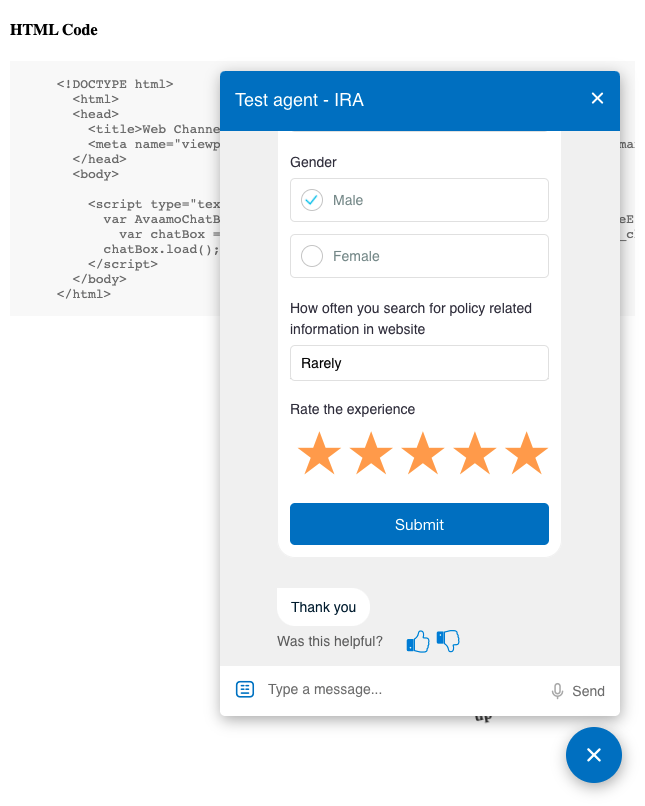 HTML Code
<!DOCTYPE html>
<html>
<head>
<title>Web Channe
<meta name="viewp
</head>
<body>
<script type="tex
var AvaamoChatB
var chatBox =
chatBox.load();
</script>
</body>
</html>
Test agent - IRA
Gender
Male
Female
How often you search for policy related
information in website
Rarely
Rate the experience
Submit
Thank you
Was this helpful?
Type a message...
Send
up